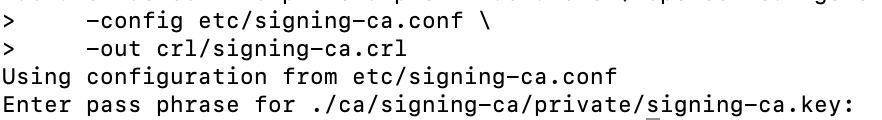 >     -config etc/signing-ca.conf \
>     -out crl/signing-ca.crl
Using configuration from etc/signing-ca.conf
Enter pass phrase for ./ca/signing-ca/private/signing-ca.key: